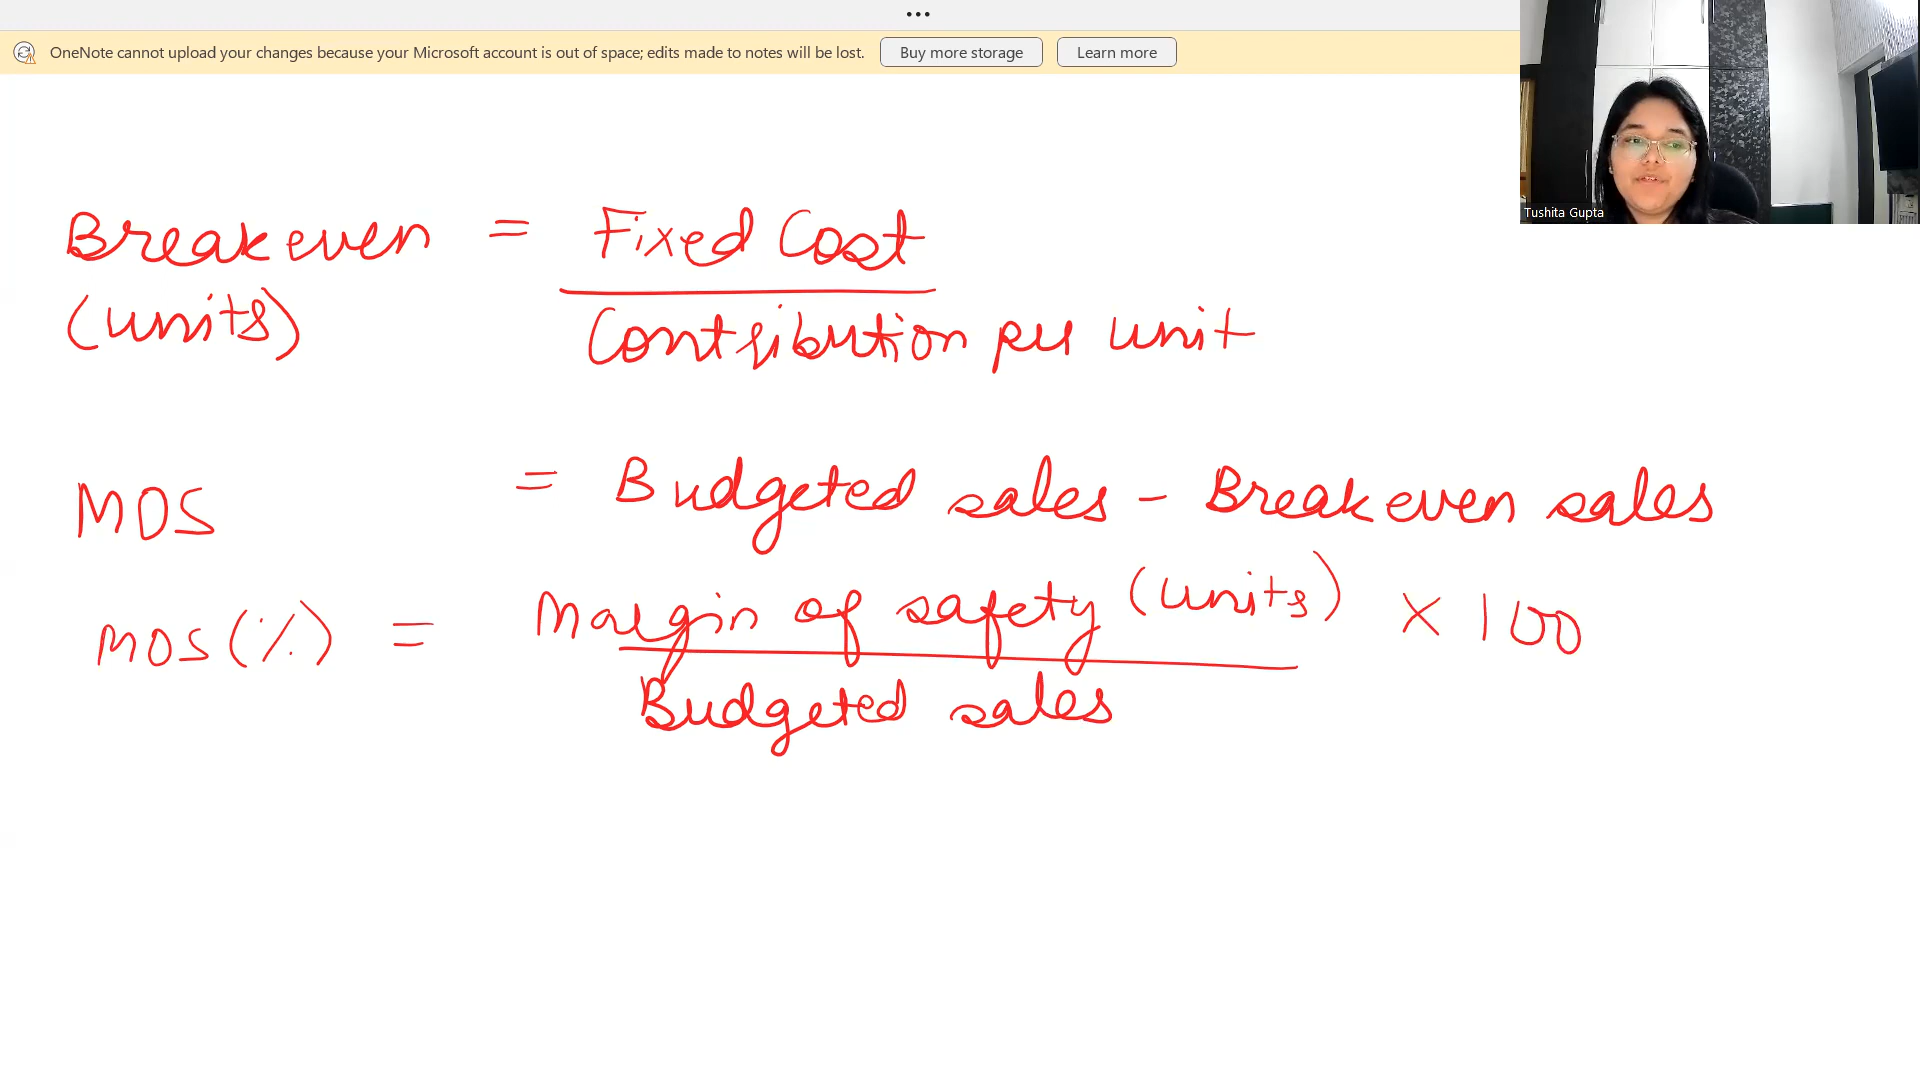 •••
OneNote cannot upload your changes because your Microsoft account is out of space; edits made to notes will be lost. Buy more storage Learn more
Tushita Gupta
Breakeven = Fixed Cost
(units) Contribution per unit
MOS = Budgeted sales - Breakeven sales
MOS (%) = Margin of safety (units) × 100
Budgeted sales